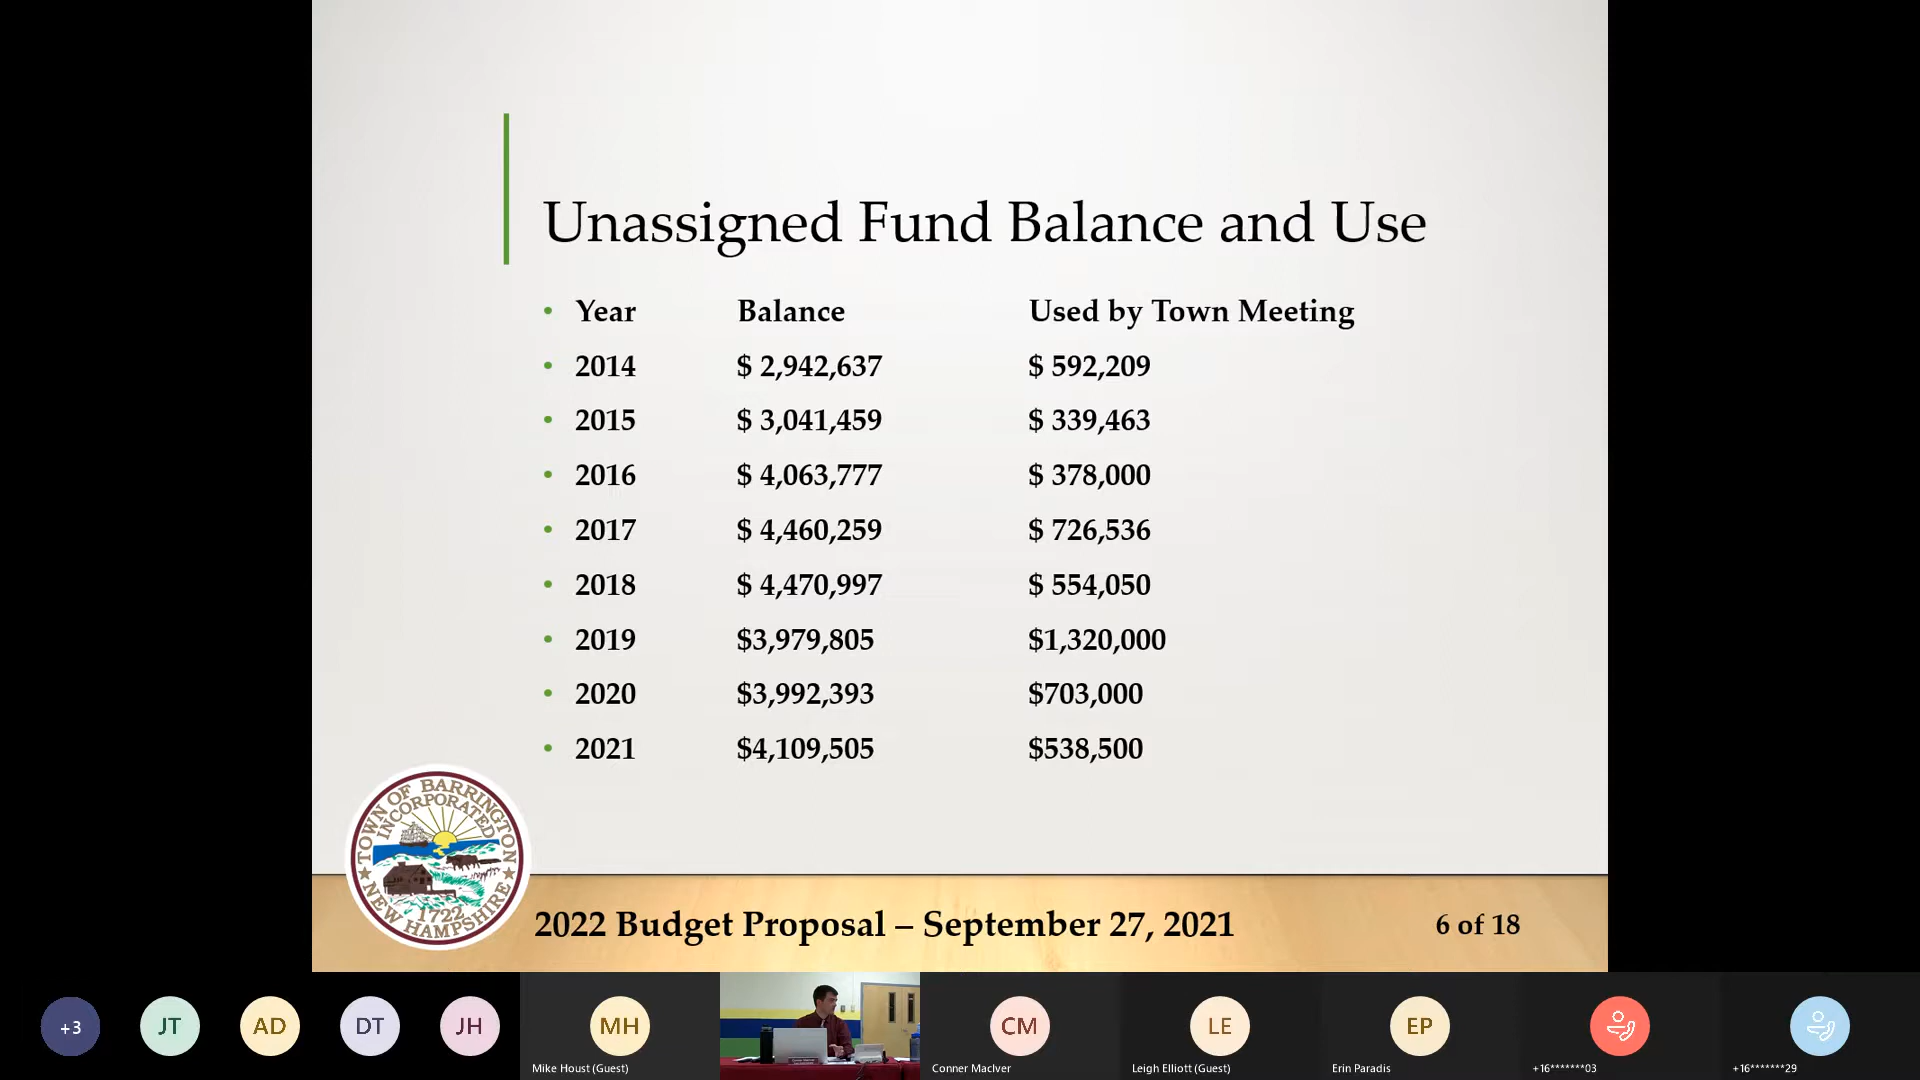 Unassigned Fund Balance and Use
• Year Balance Used by Town Meeting
• 2014 $ 2,942,637 $ 592,209
• 2015 $ 3,041,459 $ 339,463
• 2016 $ 4,063,777 $ 378,000
• 2017 $ 4,460,259 $ 726,536
• 2018 $ 4,470,997 $ 554,050
• 2019 $3,979,805 $1,320,000
• 2020 $3,992,393 $703,000
• 2021 $4,109,505 $538,500
TOWN OF BARRINGTON
INCORPORATED
1722
NEW HAMPSHIRE
2022 Budget Proposal – September 27, 2021 6 of 18
+3 JT AD DT JH MH CM LE EP
Mike Houst (Guest) Conner MacIver Leigh Elliott (Guest) Erin Paradis +16*******03 +16*******29